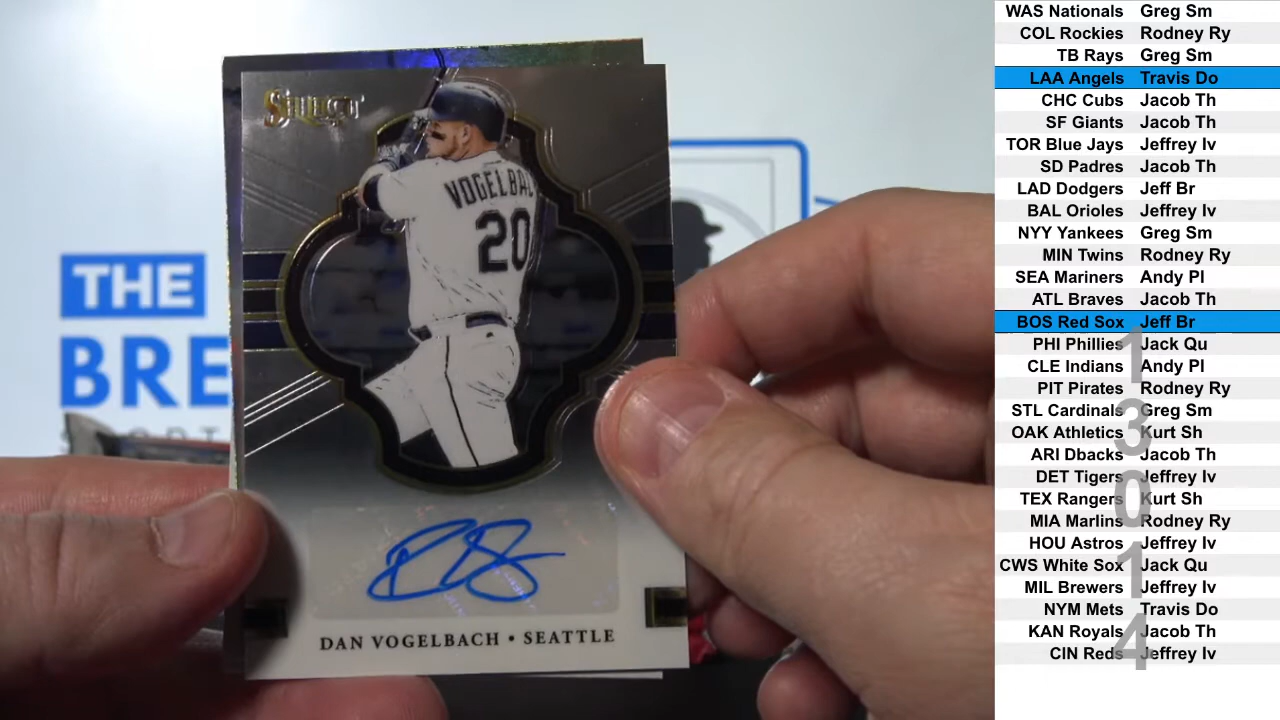 SELECT
VOGELBAC
20
THE
BRE
DAN VOGELBACH • SEATTLE
WAS Nationals Greg Sm
COL Rockies Rodney Ry
TB Rays Greg Sm
LAA Angels Travis Do
CHC Cubs Jacob Th
SF Giants Jacob Th
TOR Blue Jays Jeffrey Iv
SD Padres Jacob Th
LAD Dodgers Jeff Br
BAL Orioles Jeffrey Iv
NYY Yankees Greg Sm
MIN Twins Rodney Ry
SEA Mariners Andy Pl
ATL Braves Jacob Th
BOS Red Sox Jeff Br
PHI Phillies Jack Qu
CLE Indians Andy Pl
PIT Pirates Rodney Ry
STL Cardinals Greg Sm
OAK Athletics Kurt Sh
ARI Dbacks Jacob Th
DET Tigers Jeffrey Iv
TEX Rangers Kurt Sh
MIA Marlins Rodney Ry
HOU Astros Jeffrey Iv
CWS White Sox Jack Qu
MIL Brewers Jeffrey Iv
NYM Mets Travis Do
KAN Royals Jacob Th
CIN Reds Jeffrey Iv
1
3
0
1
4